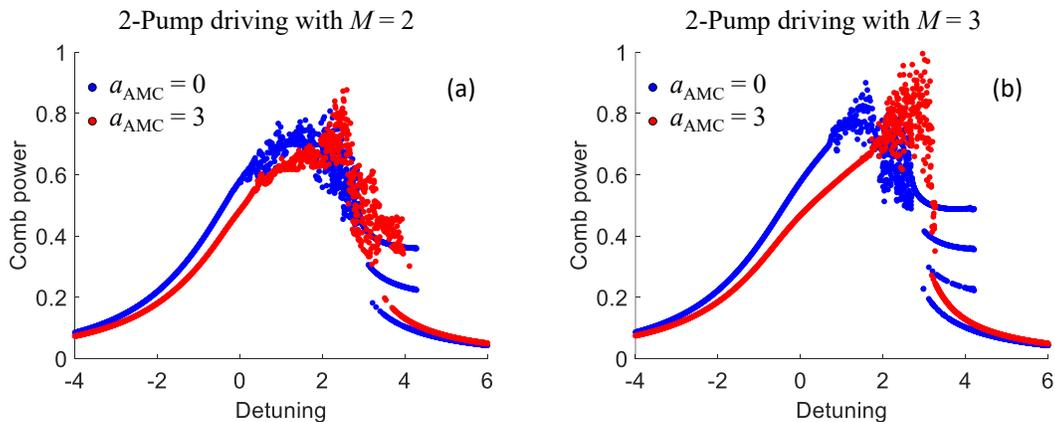 2-Pump driving with M = 2
(a)
a_AMC = 0
a_AMC = 3
Comb power
1
0.8
0.6
0.4
0.2
0
-4 -2 0 2 4 6
Detuning
2-Pump driving with M = 3
(b)
a_AMC = 0
a_AMC = 3
Comb power
1
0.8
0.6
0.4
0.2
0
-4 -2 0 2 4 6
Detuning